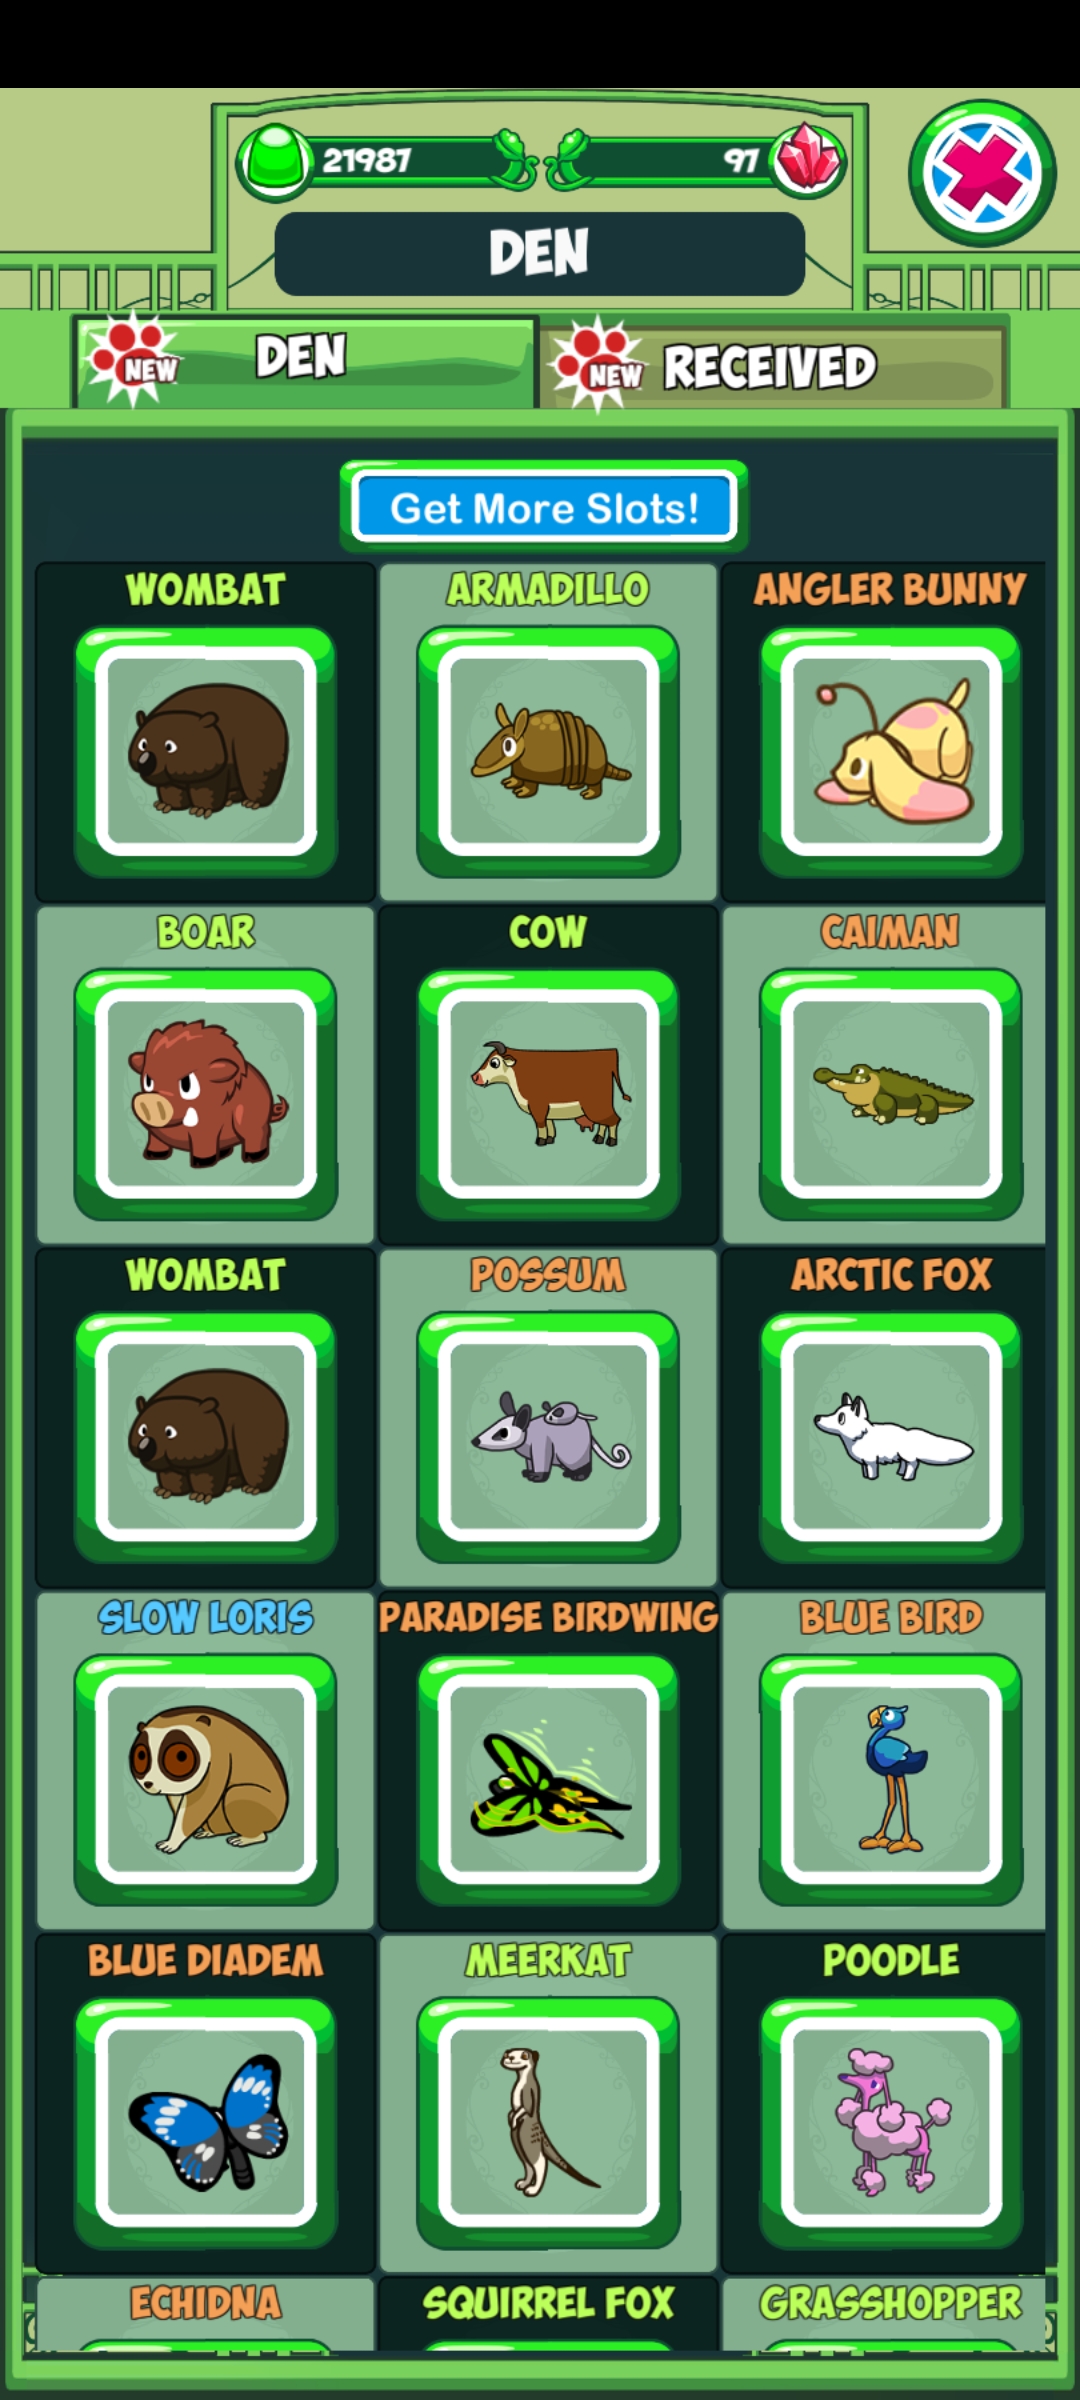 21987 97
DEN
NEW DEN NEW RECEIVED
Get More Slots!
WOMBAT ARMADILLO ANGLER BUNNY
BOAR COW CAIMAN
WOMBAT POSSUM ARCTIC FOX
SLOW LORIS PARADISE BIRDWING BLUE BIRD
BLUE DIADEM MEERKAT POODLE
ECHIDNA SQUIRREL FOX GRASSHOPPER